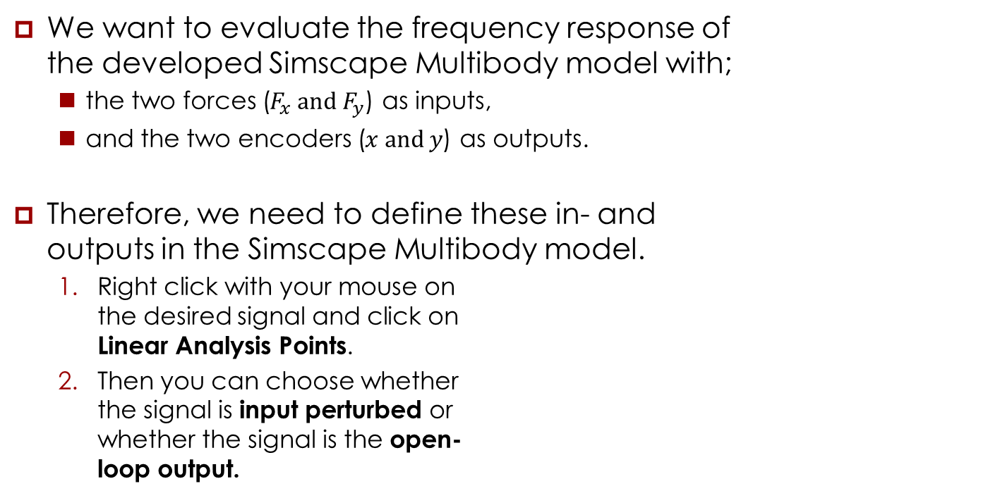 We want to evaluate the frequency response of
the developed Simscape Multibody model with;
the two forces (Fx and Fy) as inputs,
and the two encoders (x and y) as outputs.
Therefore, we need to define these in- and
outputs in the Simscape Multibody model.
1. Right click with your mouse on
the desired signal and click on
Linear Analysis Points.
2. Then you can choose whether
the signal is input perturbed or
whether the signal is the open-
loop output.